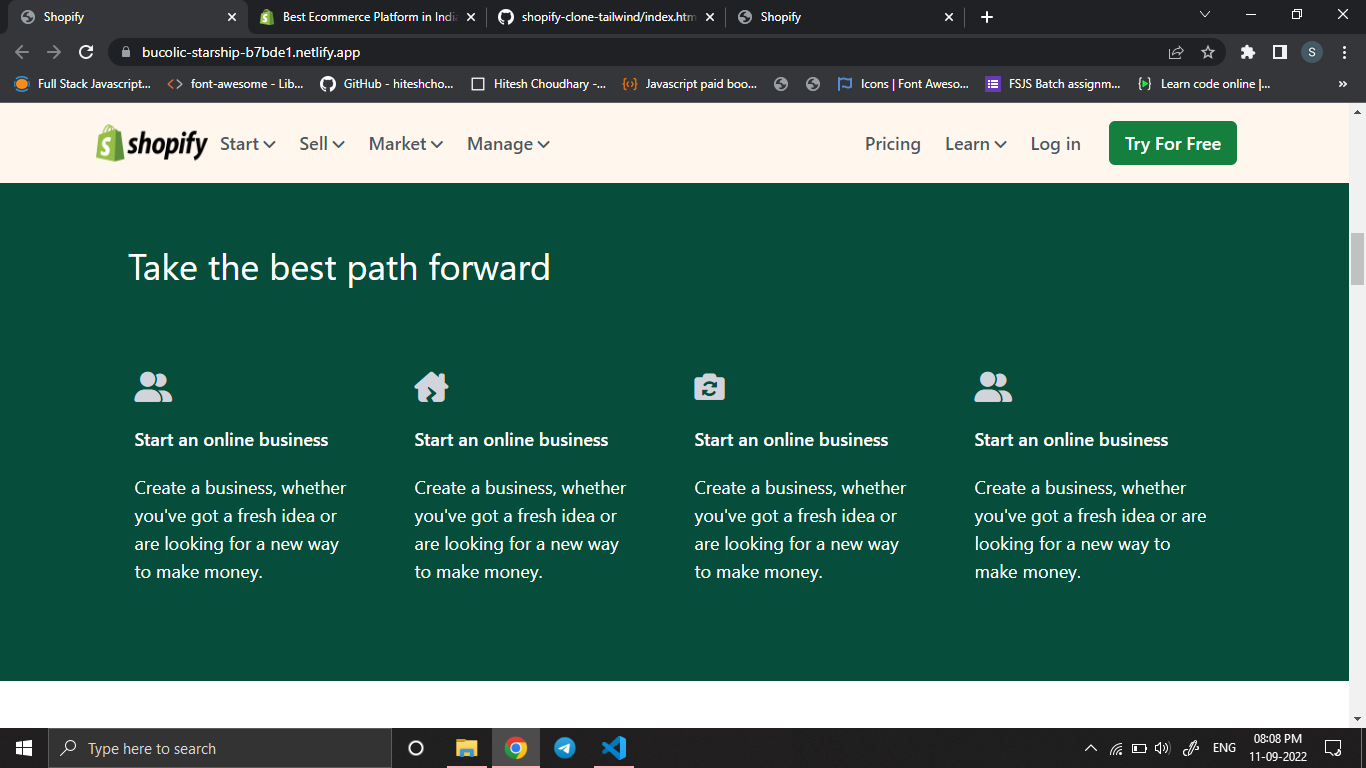 Shopify
Best Ecommerce Platform in India
shopify-clone-tailwind/index.htm
Shopify
bucolic-starship-b7bde1.netlify.app
S
Full Stack Javascript...
font-awesome - Lib...
GitHub - hiteshcho...
Hitesh Choudhary -...
Javascript paid boo...
Icons | Font Aweso...
FSJS Batch assignm...
Learn code online |...
»
shopify
Start
Sell
Market
Manage
Pricing
Learn
Log in
Try For Free
Take the best path forward
Start an online business
Create a business, whether
you've got a fresh idea or
are looking for a new way
to make money.
Start an online business
Create a business, whether
you've got a fresh idea or
are looking for a new way
to make money.
Start an online business
Create a business, whether
you've got a fresh idea or
are looking for a new way
to make money.
Start an online business
Create a business, whether
you've got a fresh idea or are
looking for a new way to
make money.
Type here to search
ENG
08:08 PM
11-09-2022